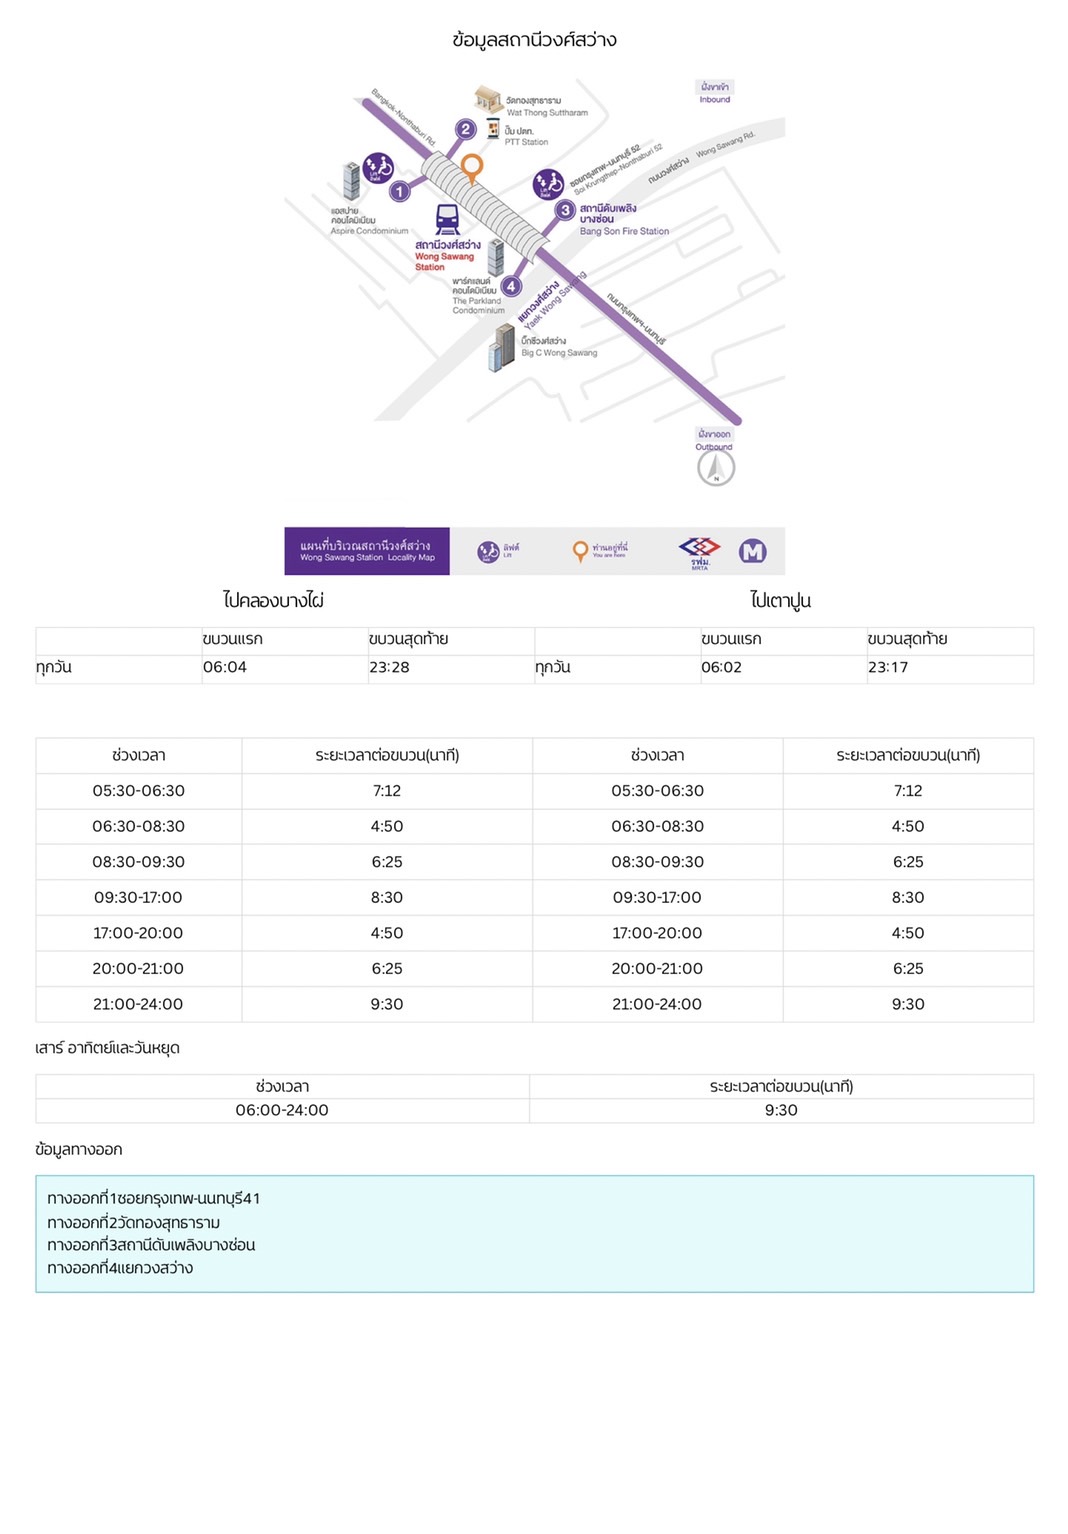 ข้อมูลสถานีวงศ์สว่าง
ฝั่งขาเข้า
Inbound
Bangkok-Nonthaburi Rd.
วัดทองสุทธาราม
Wat Thong Suttharam
2
ปั๊ม ปตท.
PTT Station
ถนนวงศ์สว่าง Wong Sawang Rd.
ซอยกรุงเทพ-นนทบุรี 52
Soi Krungthep-Nonthaburi 52
ลิฟต์
Lift
1
ลิฟต์
Lift
แอสปาย
คอนโดมิเนียม
Aspire Condominium
3
สถานีดับเพลิง
บางซ่อน
Bang Son Fire Station
สถานีวงศ์สว่าง
Wong Sawang
Station
4
พาร์คแลนด์
คอนโดมิเนียม
The Parkland
Condominium
แยกวงศ์สว่าง
Yaek Wong Sawang
ถนนกรุงเทพฯ-นนทบุรี
บิ๊กซีวงศ์สว่าง
Big C Wong Sawang
ฝั่งขาออก
Outbound
N
แผนที่บริเวณสถานีวงศ์สว่าง
Wong Sawang Station Locality Map
ลิฟต์
Lift
ท่านอยู่ที่นี่
You are here
รฟม.
MRTA
M
ไปคลองบางไผ่ ไปเตาปูน
ขบวนแรก ขบวนสุดท้าย ขบวนแรก ขบวนสุดท้าย
ทุกวัน 06:04 23:28 ทุกวัน 06:02 23:17
ช่วงเวลา ระยะเวลาต่อขบวน(นาที) ช่วงเวลา ระยะเวลาต่อขบวน(นาที)
05:30-06:30 7:12 05:30-06:30 7:12
06:30-08:30 4:50 06:30-08:30 4:50
08:30-09:30 6:25 08:30-09:30 6:25
09:30-17:00 8:30 09:30-17:00 8:30
17:00-20:00 4:50 17:00-20:00 4:50
20:00-21:00 6:25 20:00-21:00 6:25
21:00-24:00 9:30 21:00-24:00 9:30
เสาร์ อาทิตย์และวันหยุด
ช่วงเวลา ระยะเวลาต่อขบวน(นาที)
06:00-24:00 9:30
ข้อมูลทางออก
ทางออกที่1ซอยกรุงเทพ-นนทบุรี41
ทางออกที่2วัดทองสุทธาราม
ทางออกที่3สถานีดับเพลิงบางซ่อน
ทางออกที่4แยกวงสว่าง